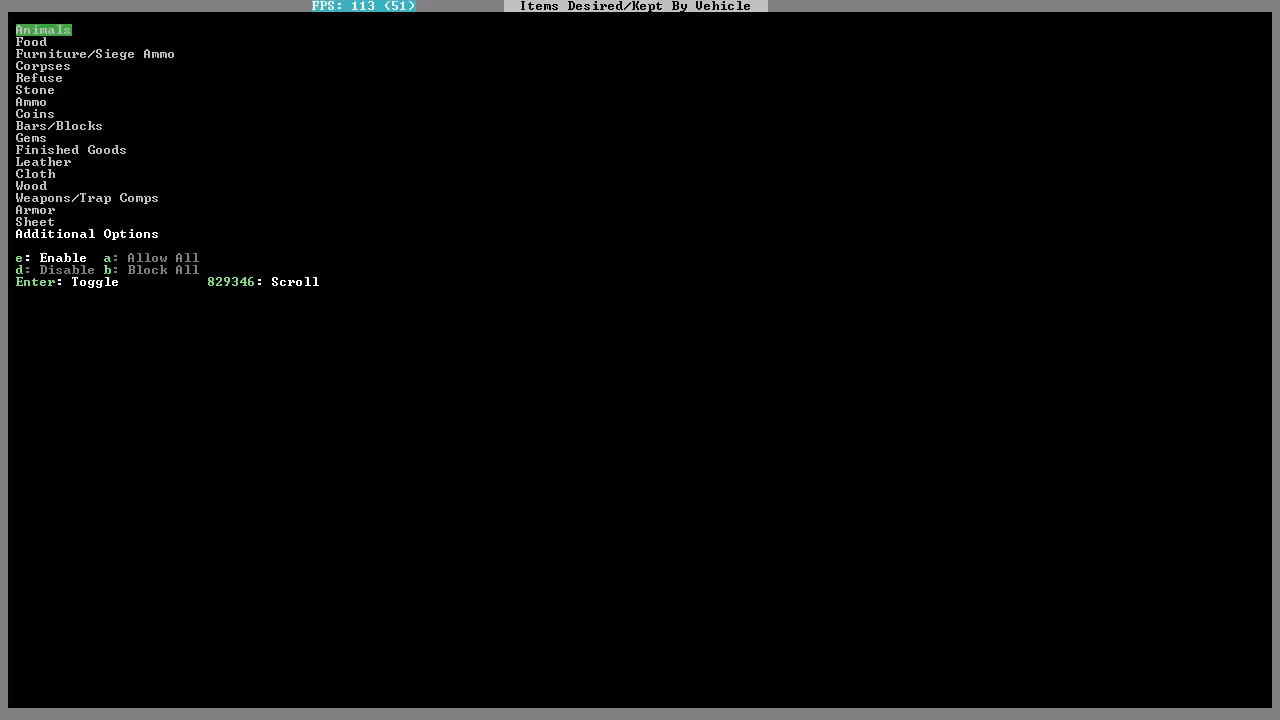 FPS: 113 (51) Items Desired/Kept By Vehicle
Animals
Food
Furniture/Siege Ammo
Corpses
Refuse
Stone
Ammo
Coins
Bars/Blocks
Gems
Finished Goods
Leather
Cloth
Wood
Weapons/Trap Comps
Armor
Sheet
Additional Options
e: Enable a: Allow All
d: Disable b: Block All
Enter: Toggle 829346: Scroll